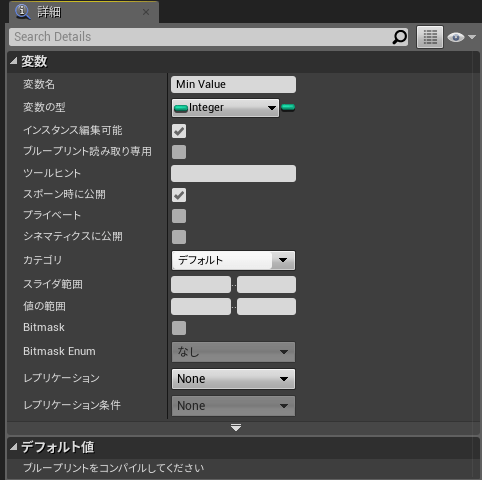 詳細
Search Details
変数
変数名 Min Value
変数の型 Integer
インスタンス編集可能
ブループリント読み取り専用
ツールヒント
スポーン時に公開
プライベート
シネマティクスに公開
カテゴリ デフォルト
スライダ範囲 ..
値の範囲 ..
Bitmask
Bitmask Enum なし
レプリケーション None
レプリケーション条件 None
デフォルト値
ブループリントをコンパイルしてください